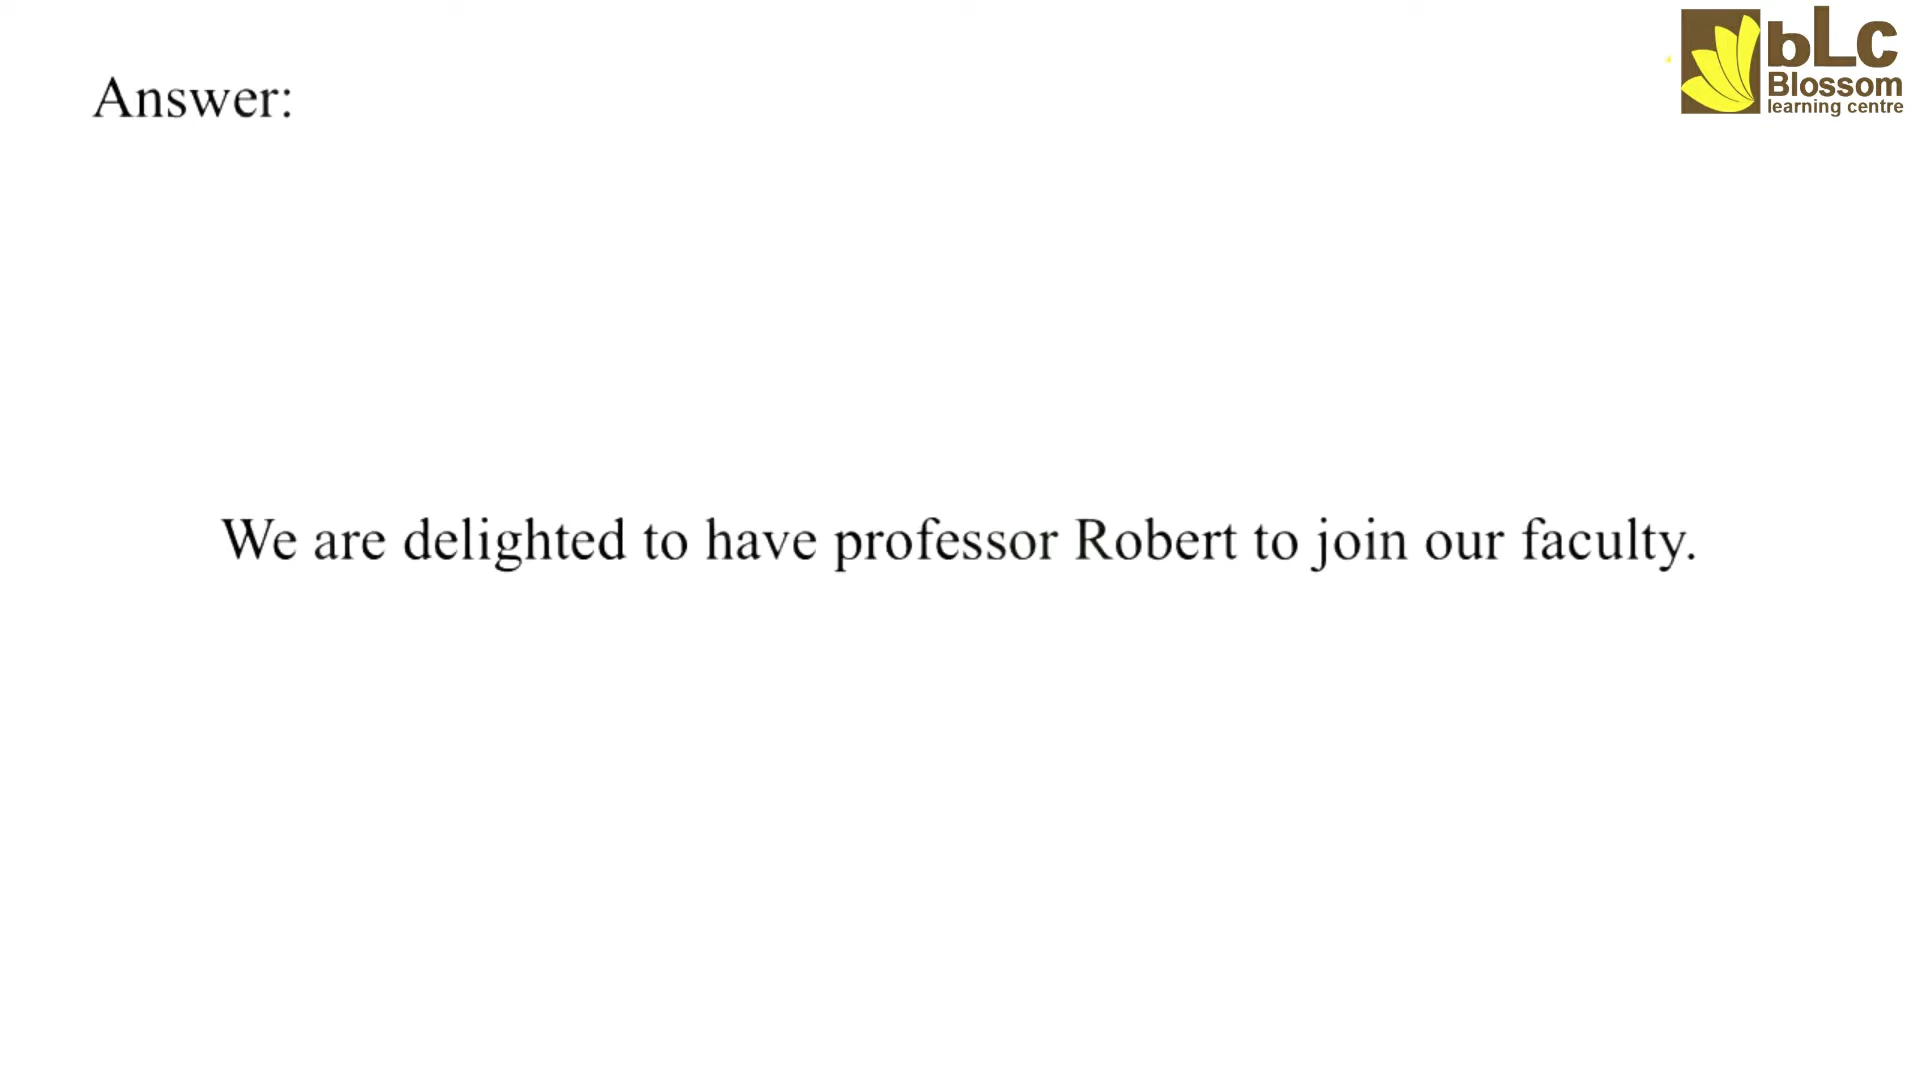 bLc
Blossom
learning centre
Answer:
We are delighted to have professor Robert to join our faculty.